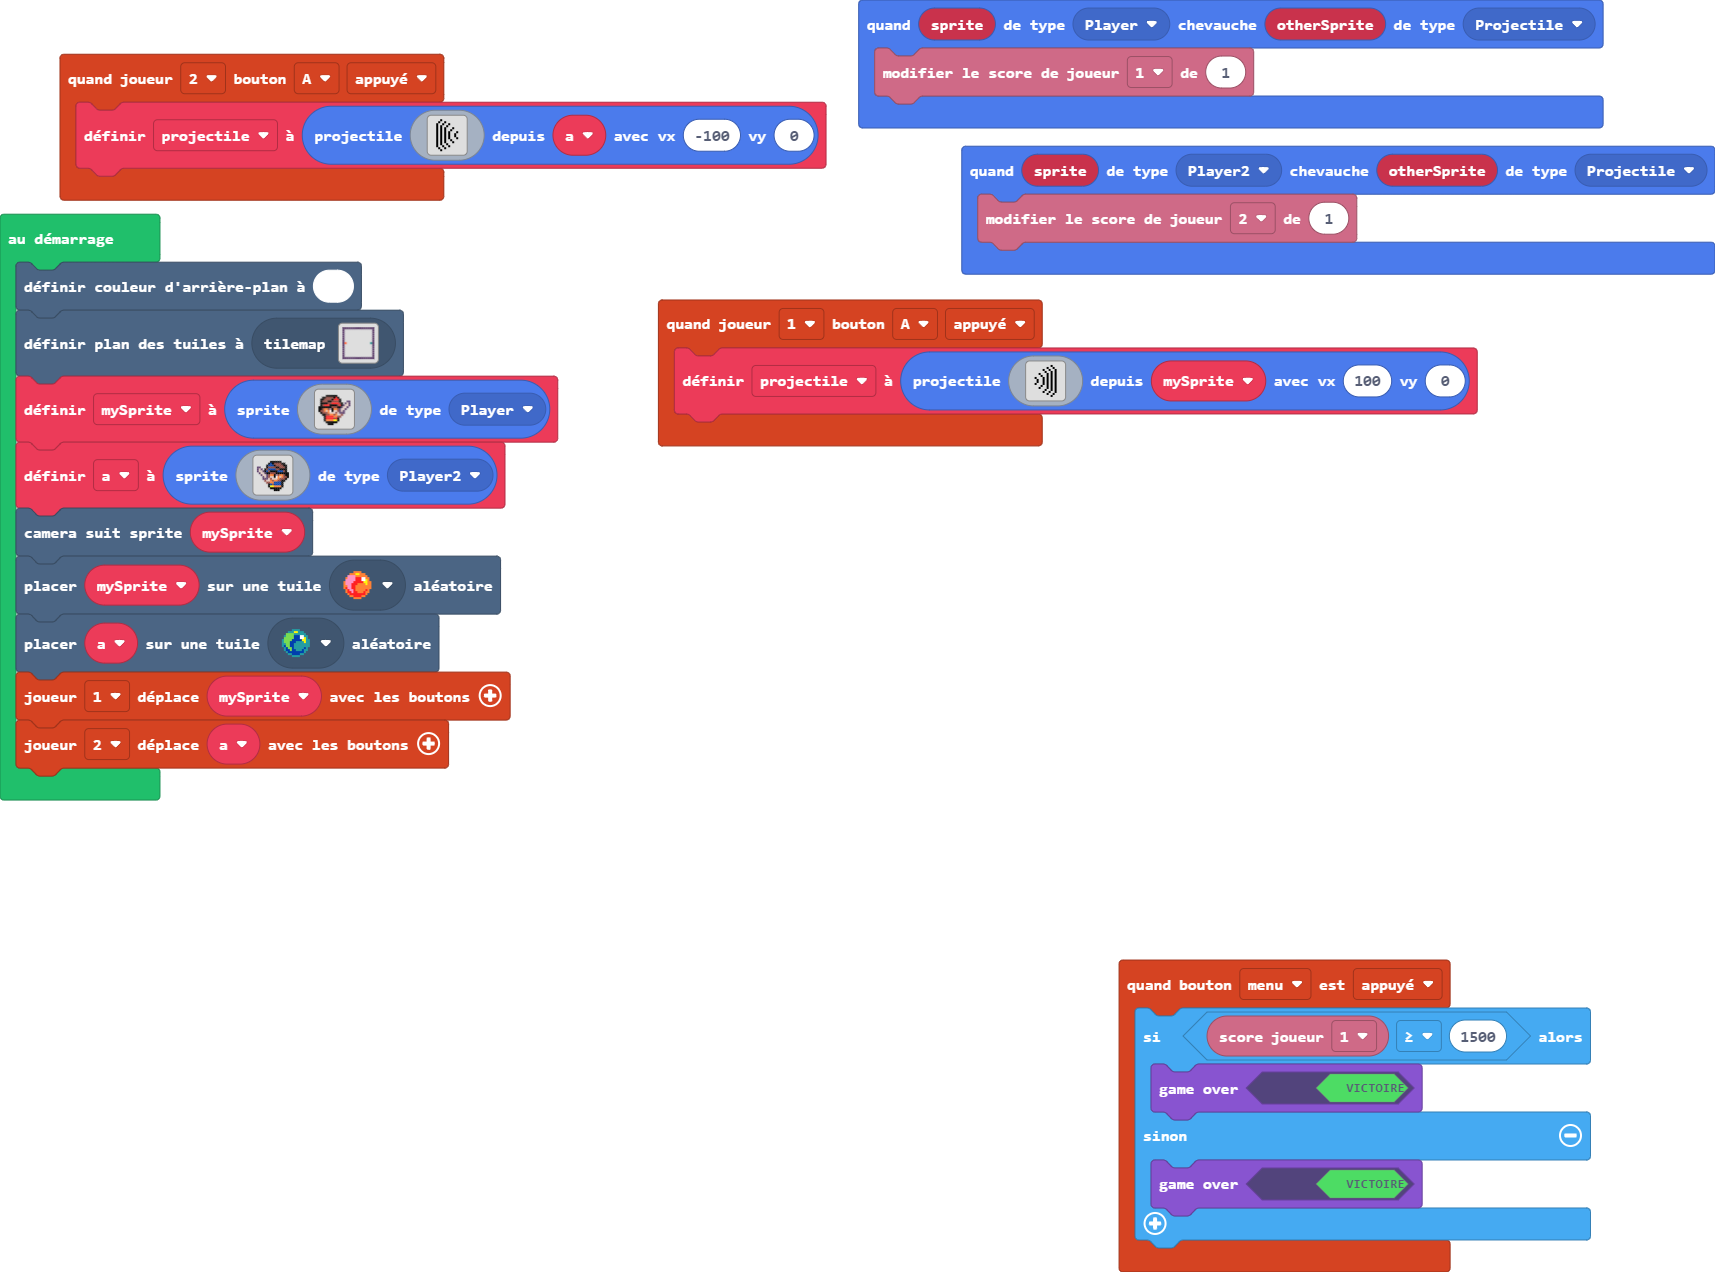 quand joueur 2 bouton A appuyé
définir projectile à projectile depuis a avec vx -100 vy 0
quand sprite de type Player chevauche otherSprite de type Projectile
modifier le score de joueur 1 de 1
quand sprite de type Player2 chevauche otherSprite de type Projectile
modifier le score de joueur 2 de 1
au démarrage
définir couleur d'arrière-plan à
définir plan des tuiles à tilemap
définir mySprite à sprite de type Player
définir a à sprite de type Player2
camera suit sprite mySprite
placer mySprite sur une tuile aléatoire
placer a sur une tuile aléatoire
joueur 1 déplace mySprite avec les boutons
joueur 2 déplace a avec les boutons
quand joueur 1 bouton A appuyé
définir projectile à projectile depuis mySprite avec vx 100 vy 0
quand bouton menu est appuyé
si score joueur 1 ≥ 1500 alors
game over VICTOIRE
sinon
game over VICTOIRE